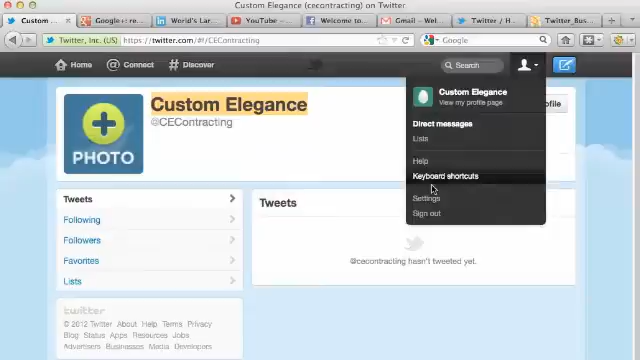 Custom Elegance (cecontracting) on Twitter
Custom ...
Google+ re...
World's Lar...
YouTube -...
Welcome to ...
Gmail - Web...
Twitter / H...
Twitter_Bus...
Twitter, Inc. (US)
https://twitter.com/#!/CEContracting
Google
Home
@ Connect
# Discover
Search
Custom Elegance
@CEContracting
PHOTO
Custom Elegance
View my profile page
ofile
Direct messages
Lists
Help
Keyboard shortcuts
Settings
Sign out
Tweets
Following
Followers
Favorites
Lists
Tweets
@cecontracting hasn't tweeted yet.
twitter
© 2012 Twitter About Help Terms Privacy
Blog Status Apps Resources Jobs
Advertisers Businesses Media Developers